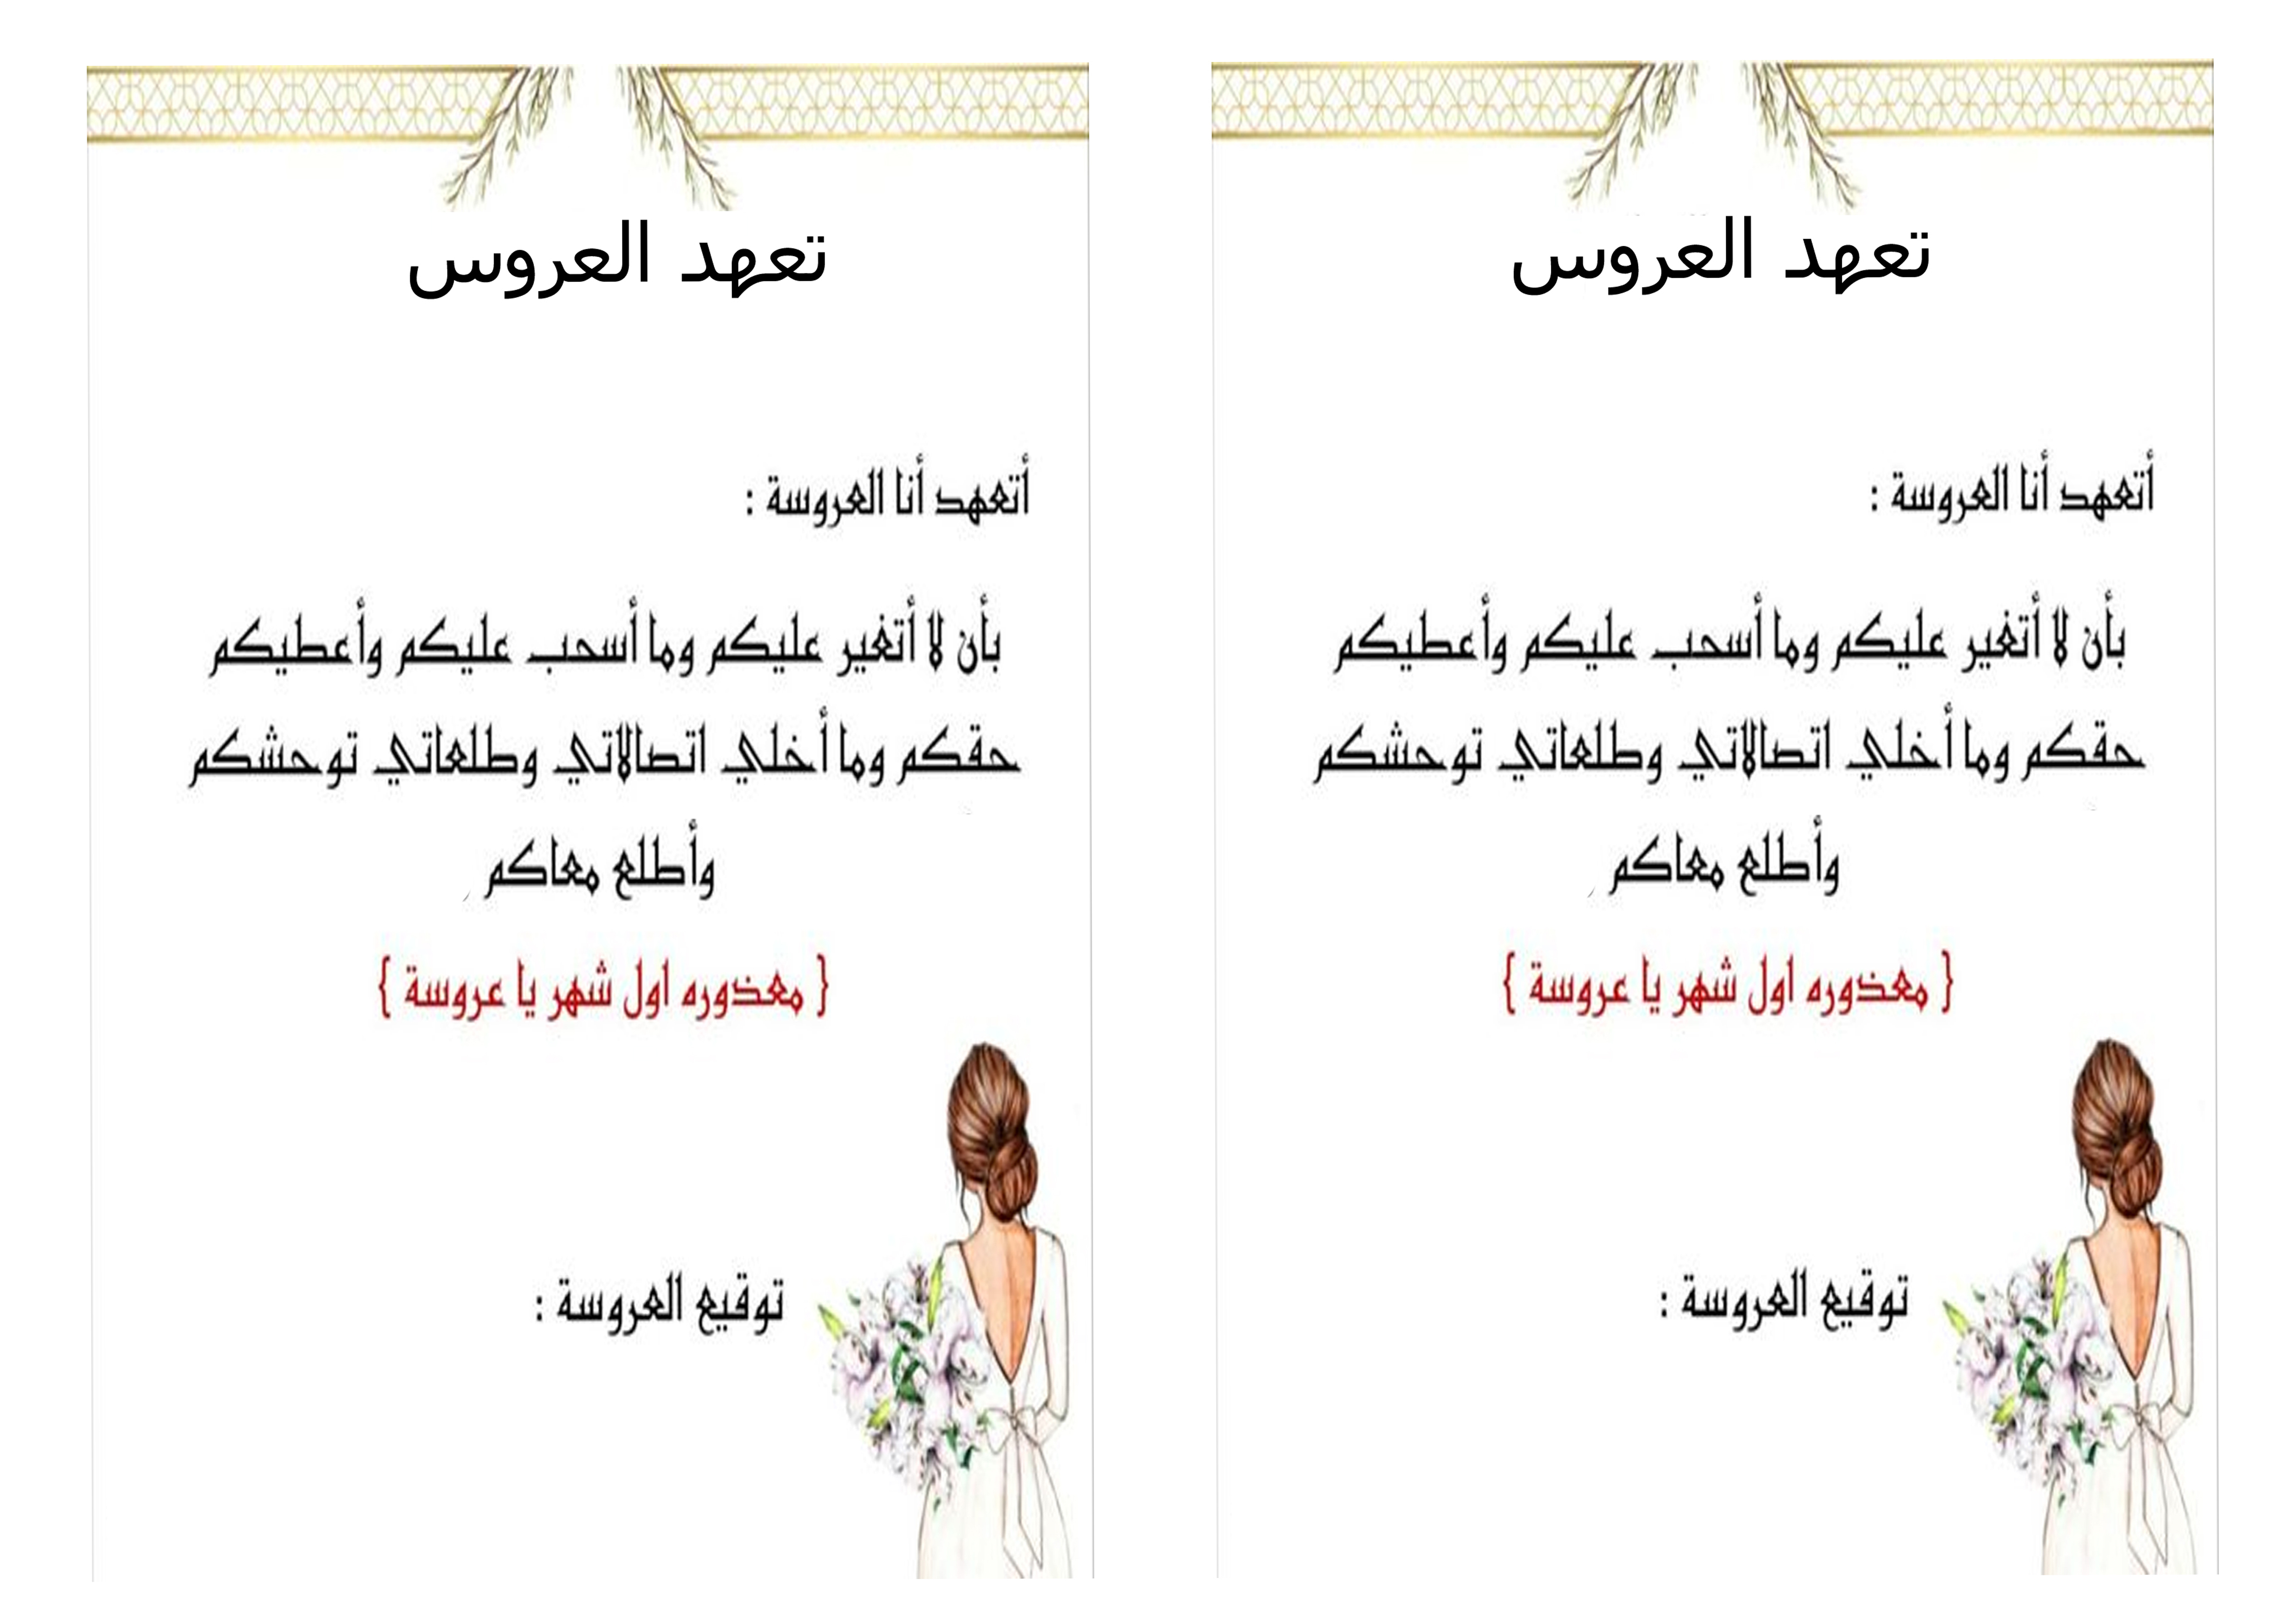 تعهد العروس
أتعهد أنا العروسة :
بأن لا أتغير عليكم وما أسحب عليكم وأعطيكم
حقكم وما أخلي اتصالاتي وطلعاتي توحشكم
وأطلع معاكم
{ معذوره اول شهر يا عروسة }
توقيع العروسة :
تعهد العروس
أتعهد أنا العروسة :
بأن لا أتغير عليكم وما أسحب عليكم وأعطيكم
حقكم وما أخلي اتصالاتي وطلعاتي توحشكم
وأطلع معاكم
{ معذوره اول شهر يا عروسة }
توقيع العروسة :